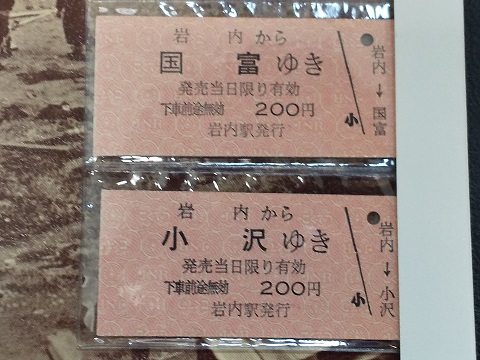 岩内から
国富ゆき
発売当日限り有効
下車前途無効 200円
岩内駅発行
小
岩内→国富
岩内から
小沢ゆき
発売当日限り有効
下車前途無効 200円
岩内駅発行
小
岩内→小沢